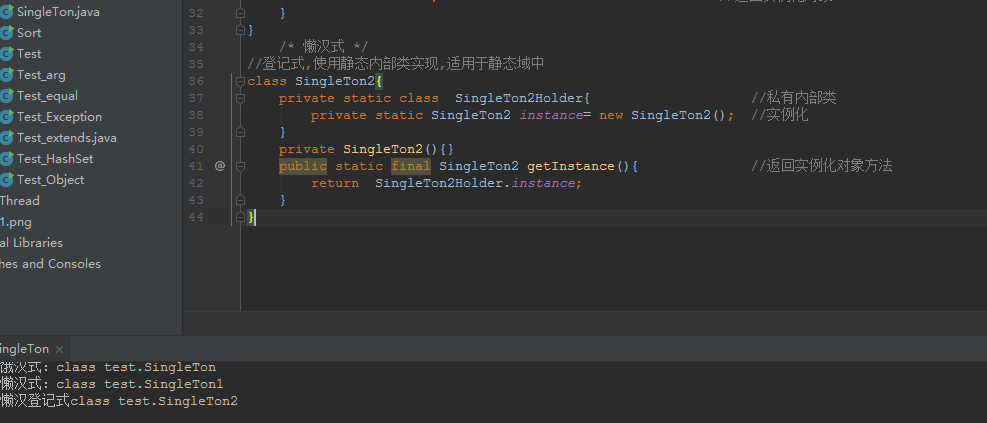 SingleTon.java
Sort
Test
Test_arg
Test_equal
Test_Exception
Test_extends.java
Test_HashSet
Test_Object
Thread
1.png
al Libraries
hes and Consoles
32 }
33 }
34 /* 懒汉式 */
35 //登记式,使用静态内部类实现,适用于静态域中
36 class SingleTon2{
37 private static class  SingleTon2Holder{ //私有内部类
38 private static SingleTon2 instance= new SingleTon2(); //实例化
39 }
40 private SingleTon2(){}
41 @ public static final SingleTon2 getInstance(){ //返回实例化对象方法
42 return  SingleTon2Holder.instance;
43 }
44 }
ingleTon ×
饿汉式：class test.SingleTon
懒汉式：class test.SingleTon1
懒汉登记式class test.SingleTon2